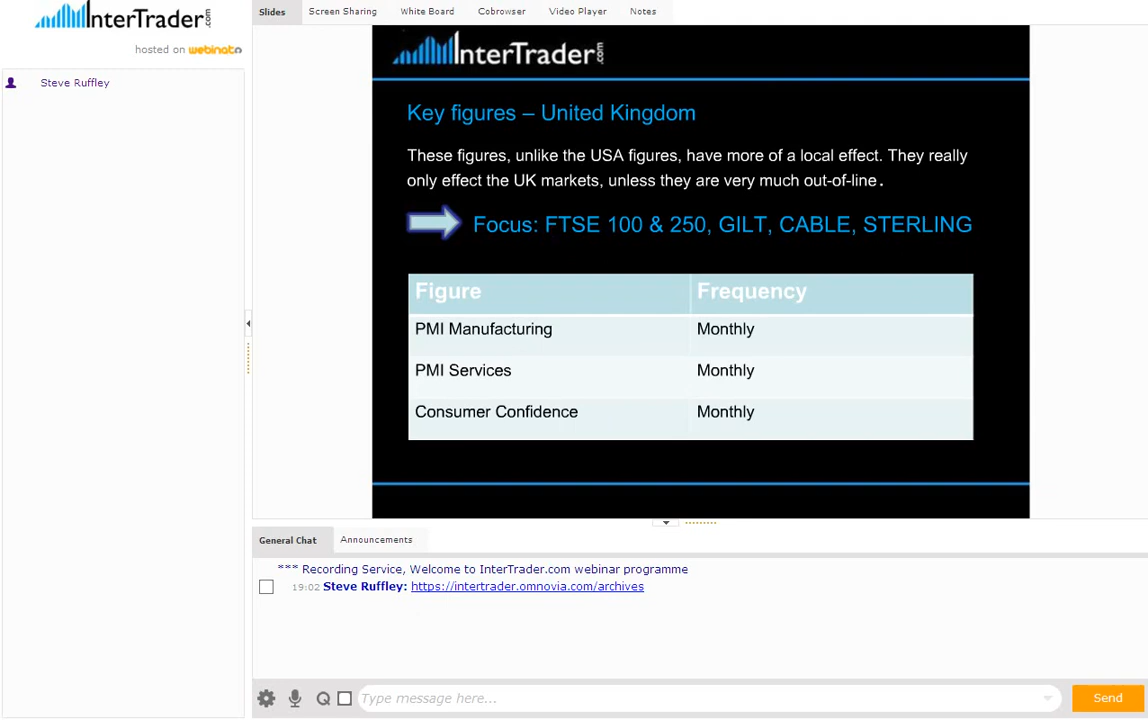 InterTrader.com
hosted on webinato
Steve Ruffley
Slides
Screen Sharing
White Board
Cobrowser
Video Player
Notes
InterTrader.com
Key figures – United Kingdom
These figures, unlike the USA figures, have more of a local effect. They really
only effect the UK markets, unless they are very much out-of-line.
Focus: FTSE 100 & 250, GILT, CABLE, STERLING
Figure Frequency
PMI Manufacturing Monthly
PMI Services Monthly
Consumer Confidence Monthly
General Chat
Announcements
*** Recording Service, Welcome to InterTrader.com webinar programme
19:02 Steve Ruffley: https://intertrader.omnovia.com/archives
Q
Type message here...
Send